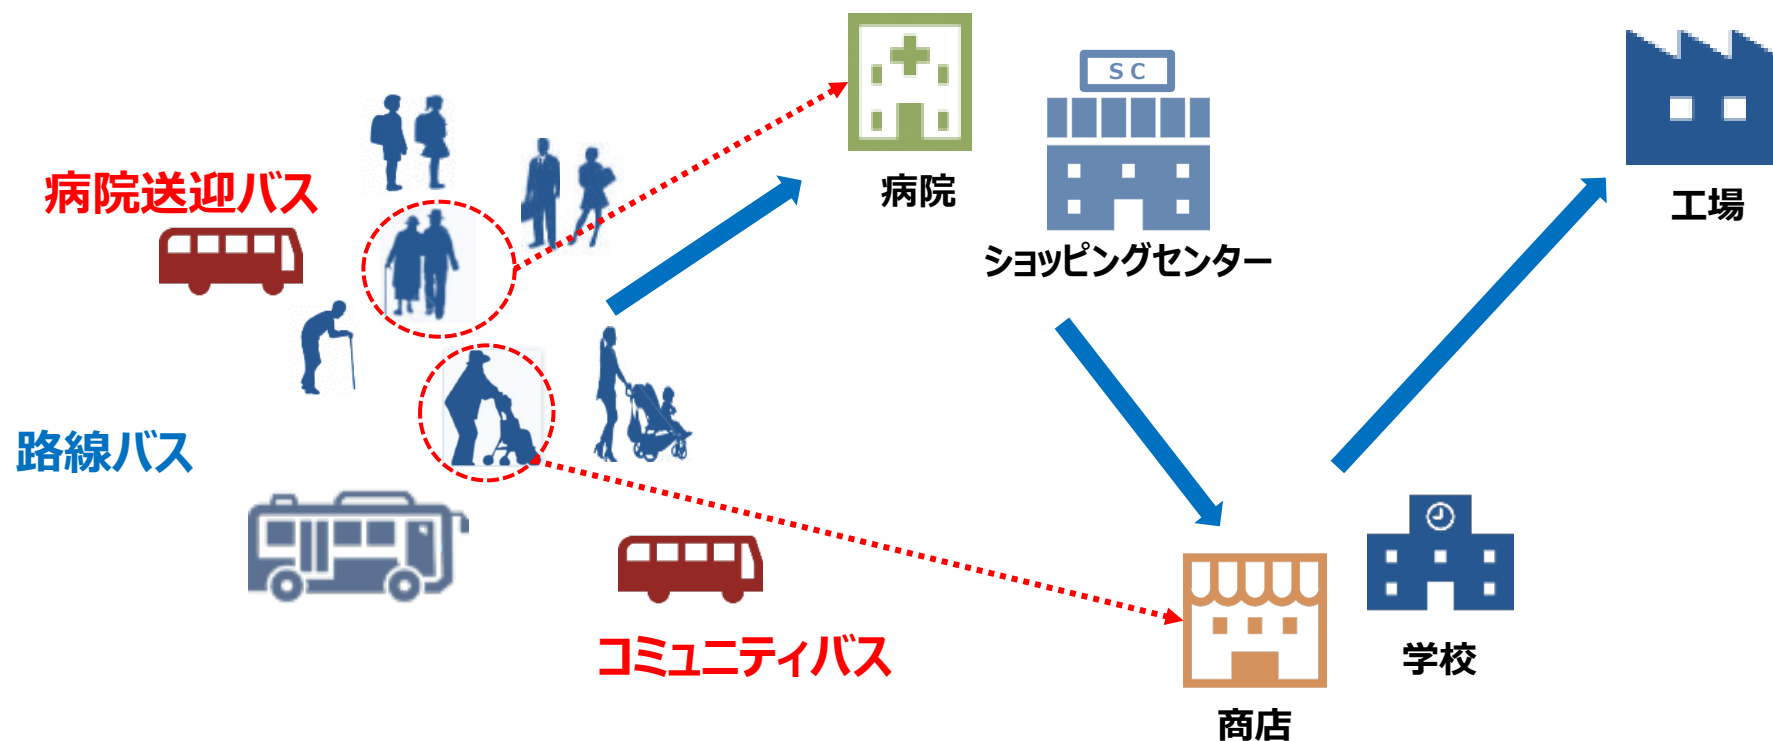 病院送迎バス
路線バス
コミュニティバス
病院
SC
ショッピングセンター
工場
商店
学校